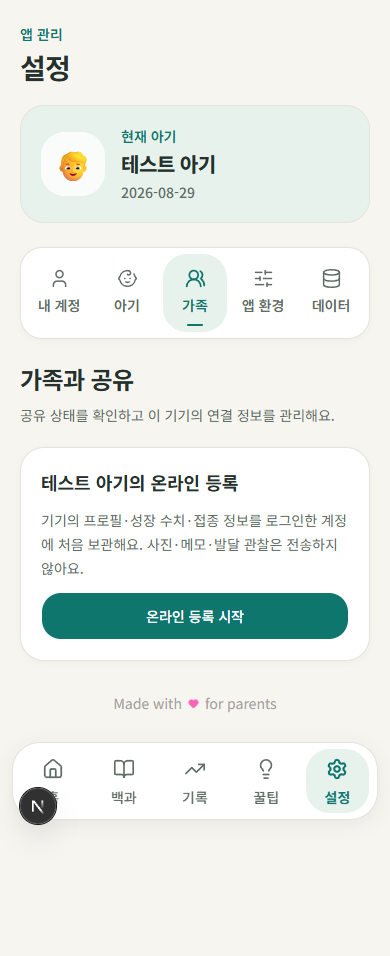 앱 관리
설정
현재 아기
테스트 아기
2026-08-29
내 계정
아기
가족
앱 환경
데이터
가족과 공유
공유 상태를 확인하고 이 기기의 연결 정보를 관리해요.
테스트 아기의 온라인 등록
기기의 프로필·성장 수치·접종 정보를 로그인한 계정
에 처음 보관해요. 사진·메모·발달 관찰은 전송하지
않아요.
온라인 등록 시작
Made with for parents
N
백과
기록
꿀팁
설정